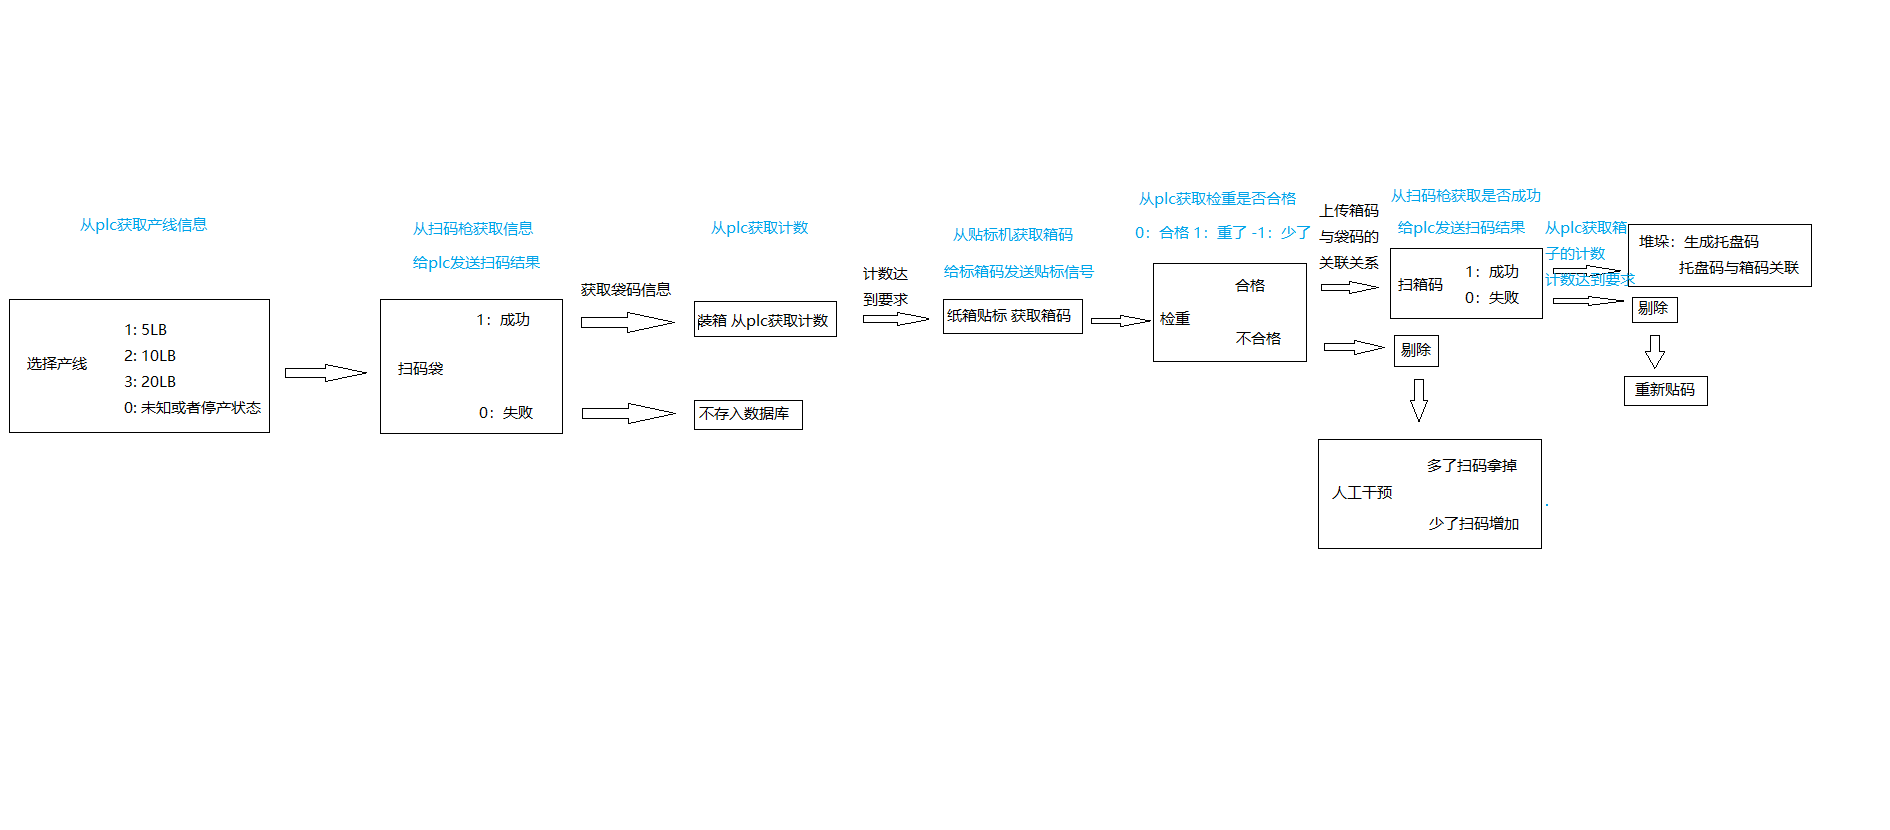 从plc获取产线信息
选择产线
1: 5LB
2: 10LB
3: 20LB
0: 未知或者停产状态
从扫码枪获取信息
给plc发送扫码结果
扫码袋
1：成功
0：失败
获取袋码信息
从plc获取计数
装箱 从plc获取计数
不存入数据库
计数达
到要求
从贴标机获取箱码
给标箱码发送贴标信号
纸箱贴标 获取箱码
从plc获取检重是否合格
0：合格 1：重了 -1：少了
检重
合格
不合格
上传箱码
与袋码的
关联关系
剔除
人工干预
多了扫码拿掉
少了扫码增加
从扫码枪获取是否成功
给plc发送扫码结果
扫箱码
1：成功
0：失败
从plc获取箱
子的计数
计数达到要求
堆垛：生成托盘码
托盘码与箱码关联
剔除
重新贴码